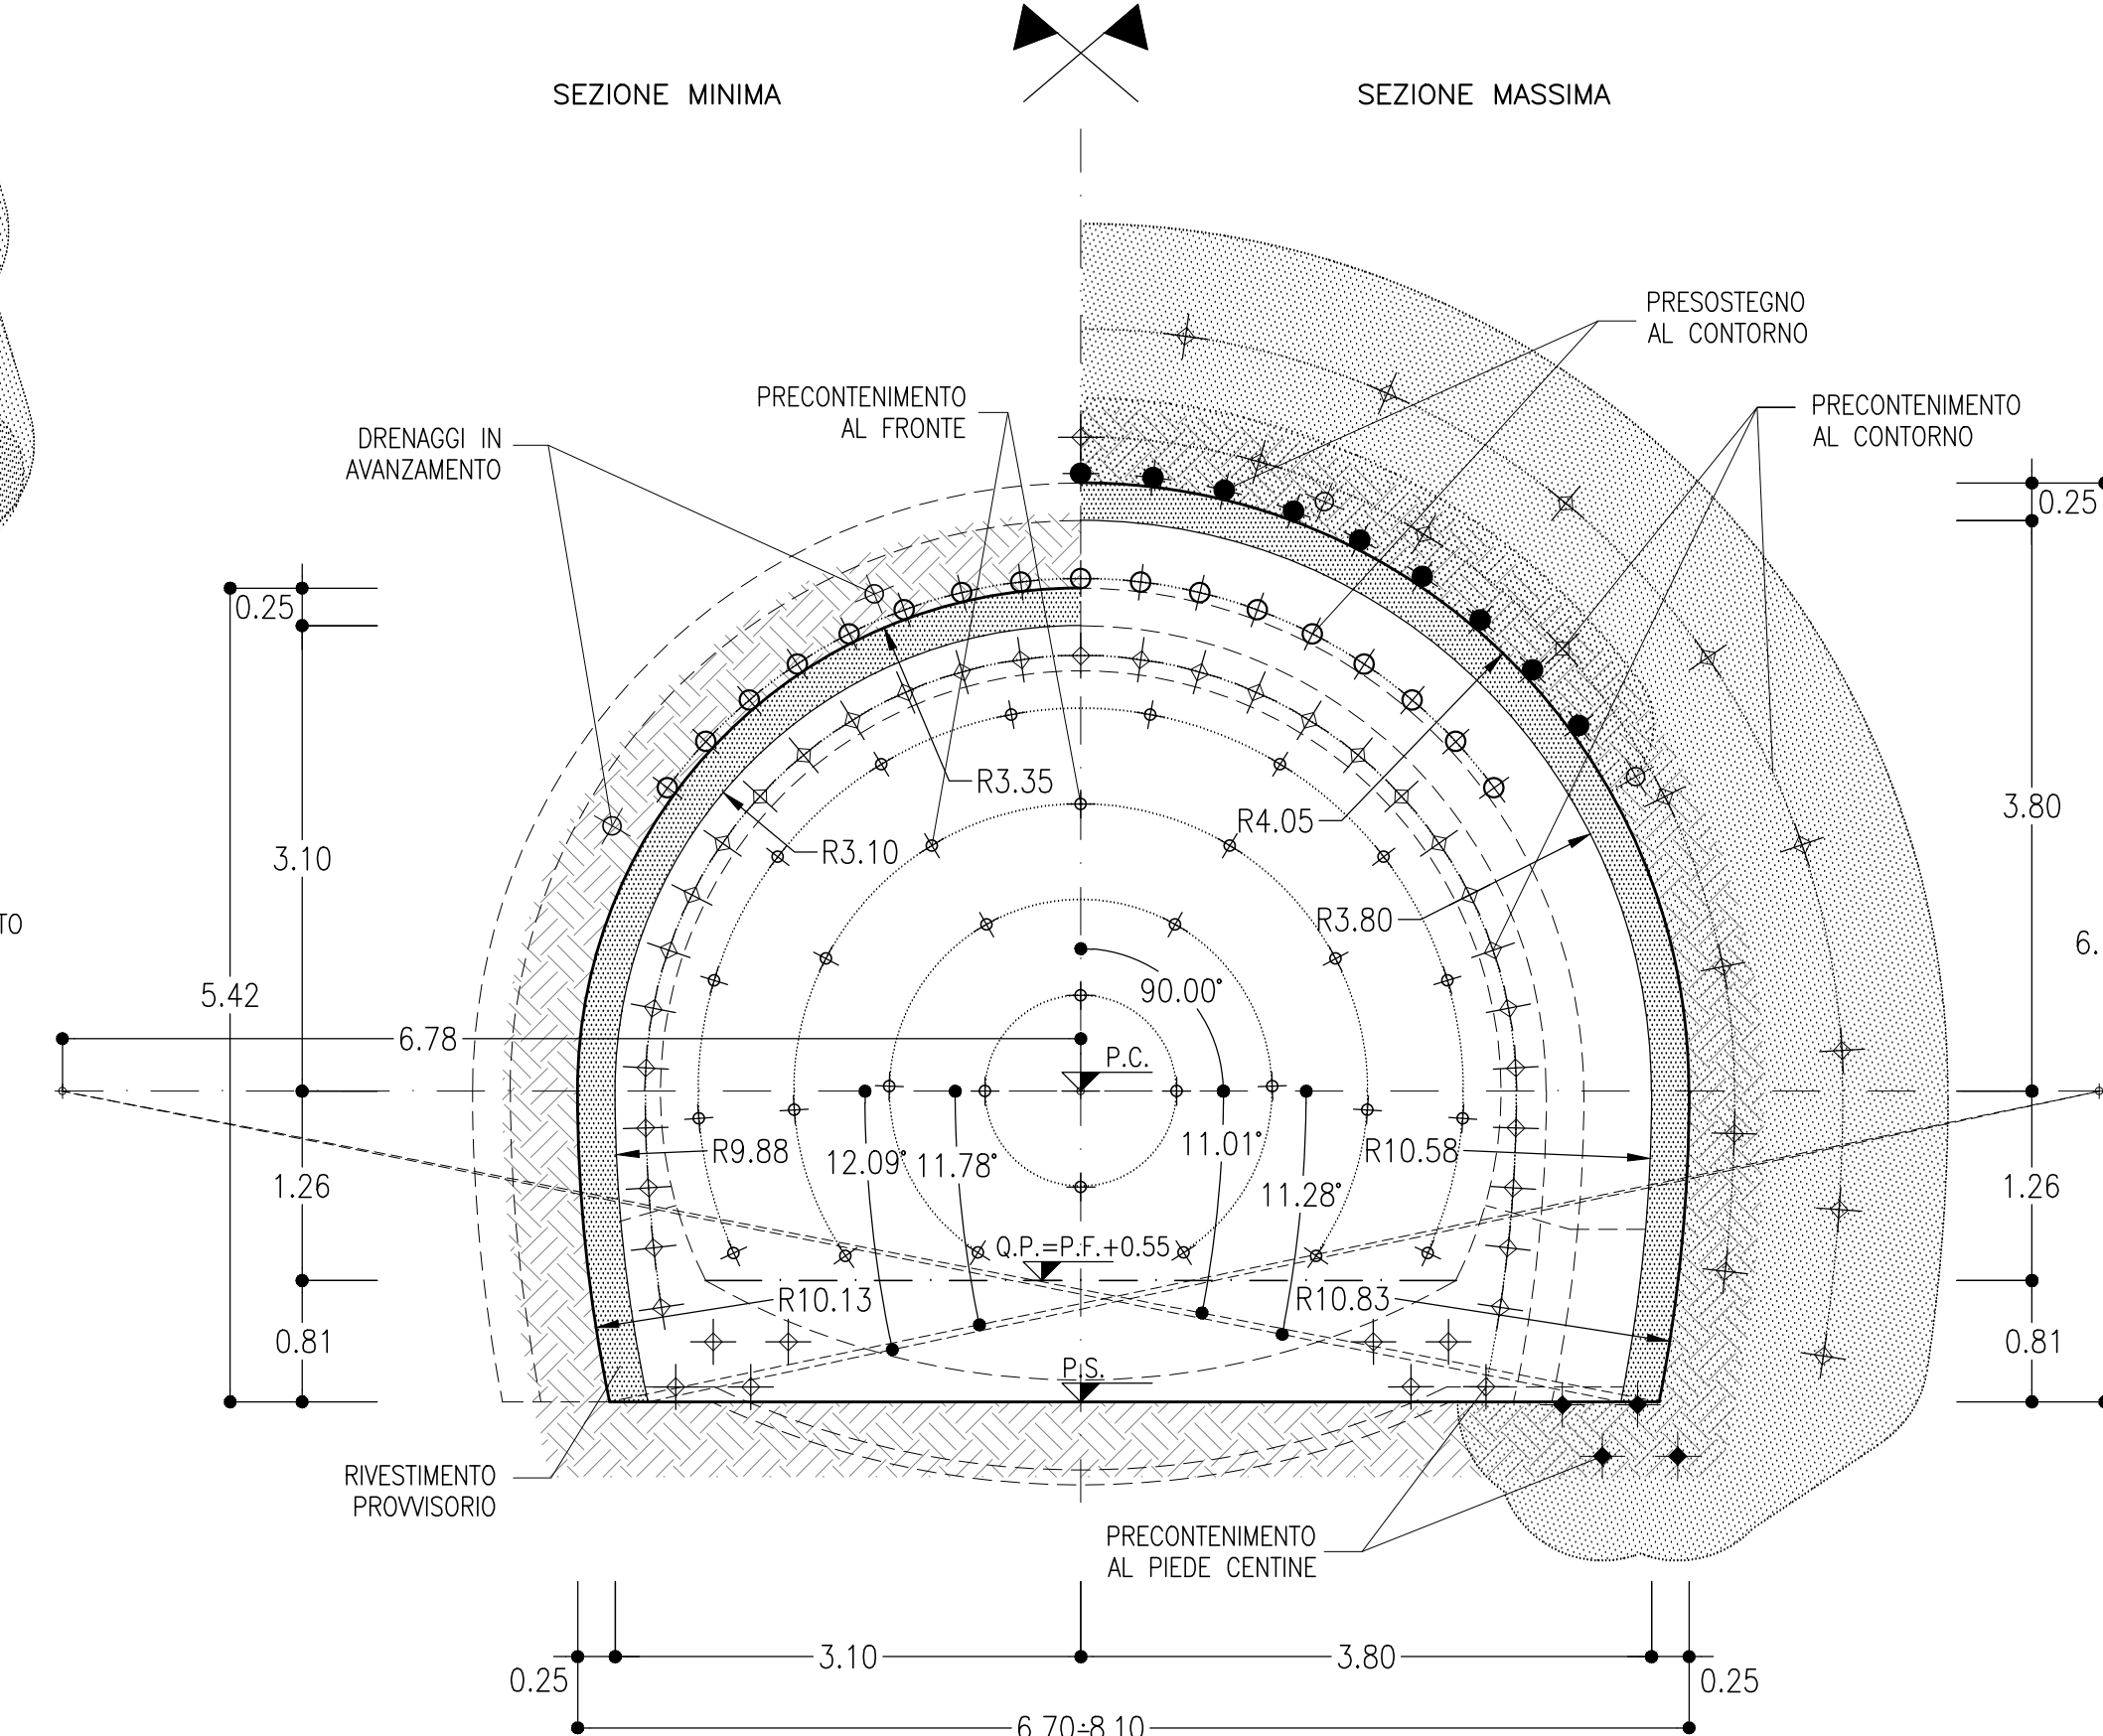 SEZIONE MINIMA
SEZIONE MASSIMA
PRESOSTEGNO
AL CONTORNO
PRECONTENIMENTO
AL FRONTE
PRECONTENIMENTO
AL CONTORNO
DRENAGGI IN
AVANZAMENTO
0.25
0.25
3.10
5.42
1.26
0.81
6.78
R3.35
R3.10
R4.05
R3.80
3.80
90.00°
P.C.
R9.88
12.09°
11.78°
11.01°
11.28°
R10.58
1.26
Q.P.=P.F.+0.55
R10.13
R10.83
0.81
P.S.
RIVESTIMENTO
PROVVISORIO
PRECONTENIMENTO
AL PIEDE CENTINE
0.25
3.10
3.80
0.25
6.70÷8.10